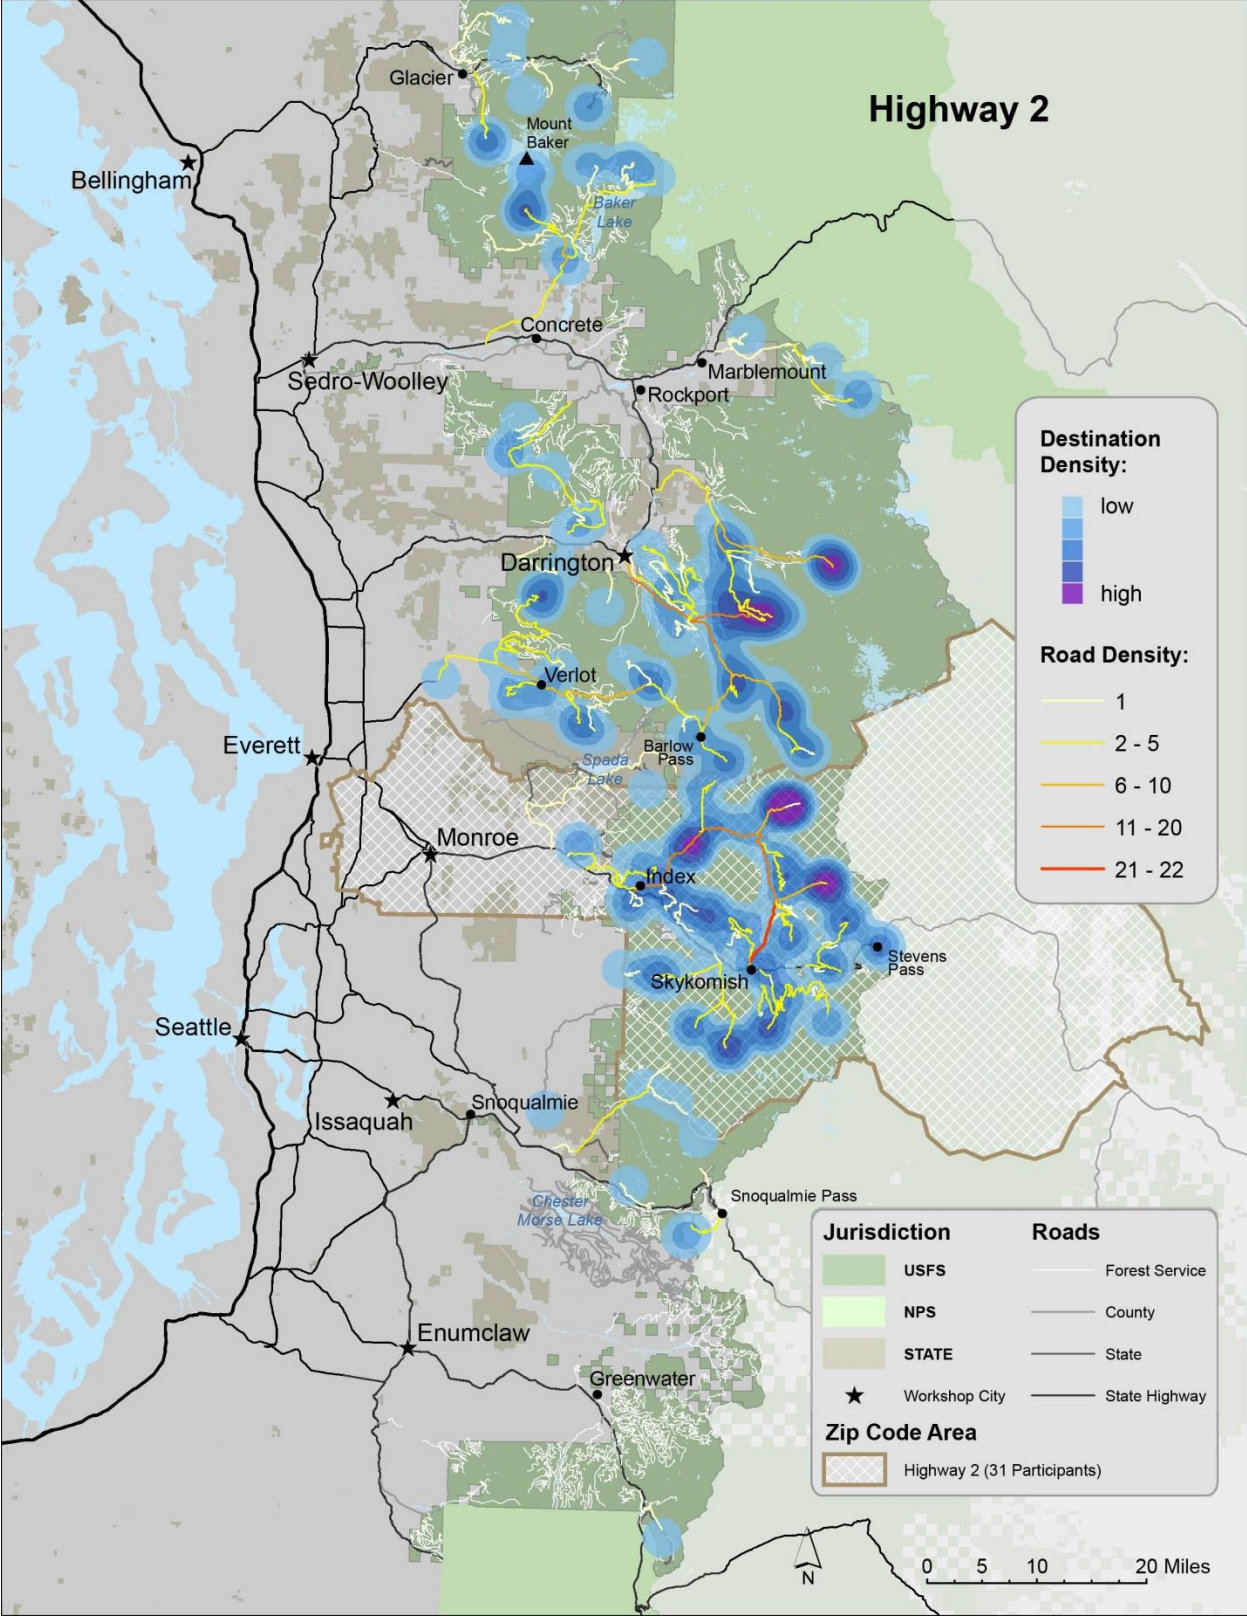 Highway 2
Glacier
Mount
Baker
Bellingham
Baker
Lake
Concrete
Sedro-Woolley
Marblemount
Rockport
Destination
Density:
low
high
Darrington
Road Density:
1
2 - 5
6 - 10
11 - 20
21 - 22
Verlot
Everett
Barlow
Pass
Spada
Lake
Monroe
Index
Stevens
Pass
Skykomish
Seattle
Issaquah
Snoqualmie
Snoqualmie Pass
Chester
Morse Lake
Jurisdiction
USFS
NPS
STATE
Workshop City
Roads
Forest Service
County
State
State Highway
Zip Code Area
Highway 2 (31 Participants)
Enumclaw
Greenwater
N
0 5 10 20 Miles